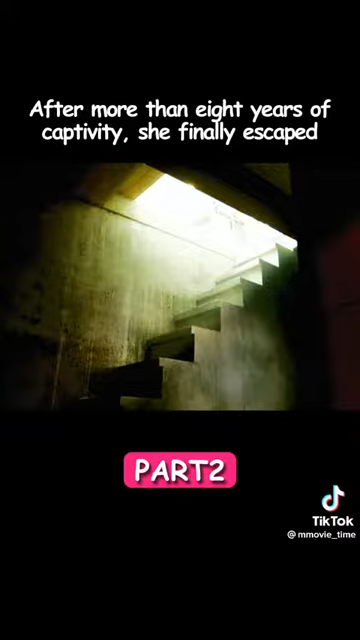 After more than eight years of
captivity, she finally escaped
PART2
TikTok
@mmovie_time